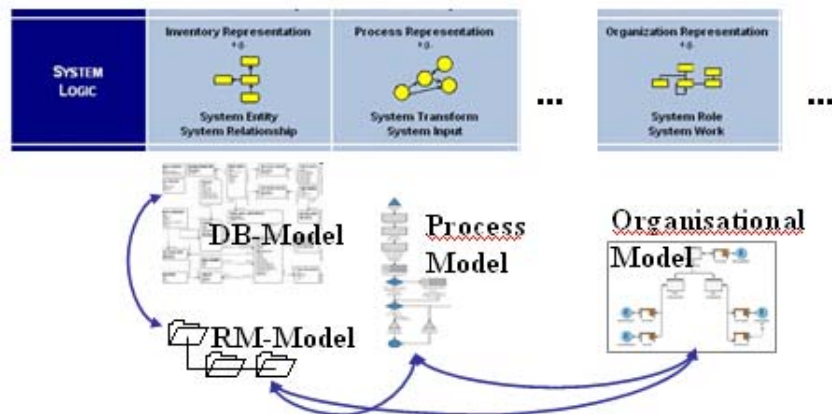 SYSTEM
LOGIC
Inventory Representation
e.g.
System Entity
System Relationship
Process Representation
e.g.
System Transform
System Input
...
Organization Representation
e.g.
System Role
System Work
...
DB-Model
Process
Model
Organisational
Model
RM-Model